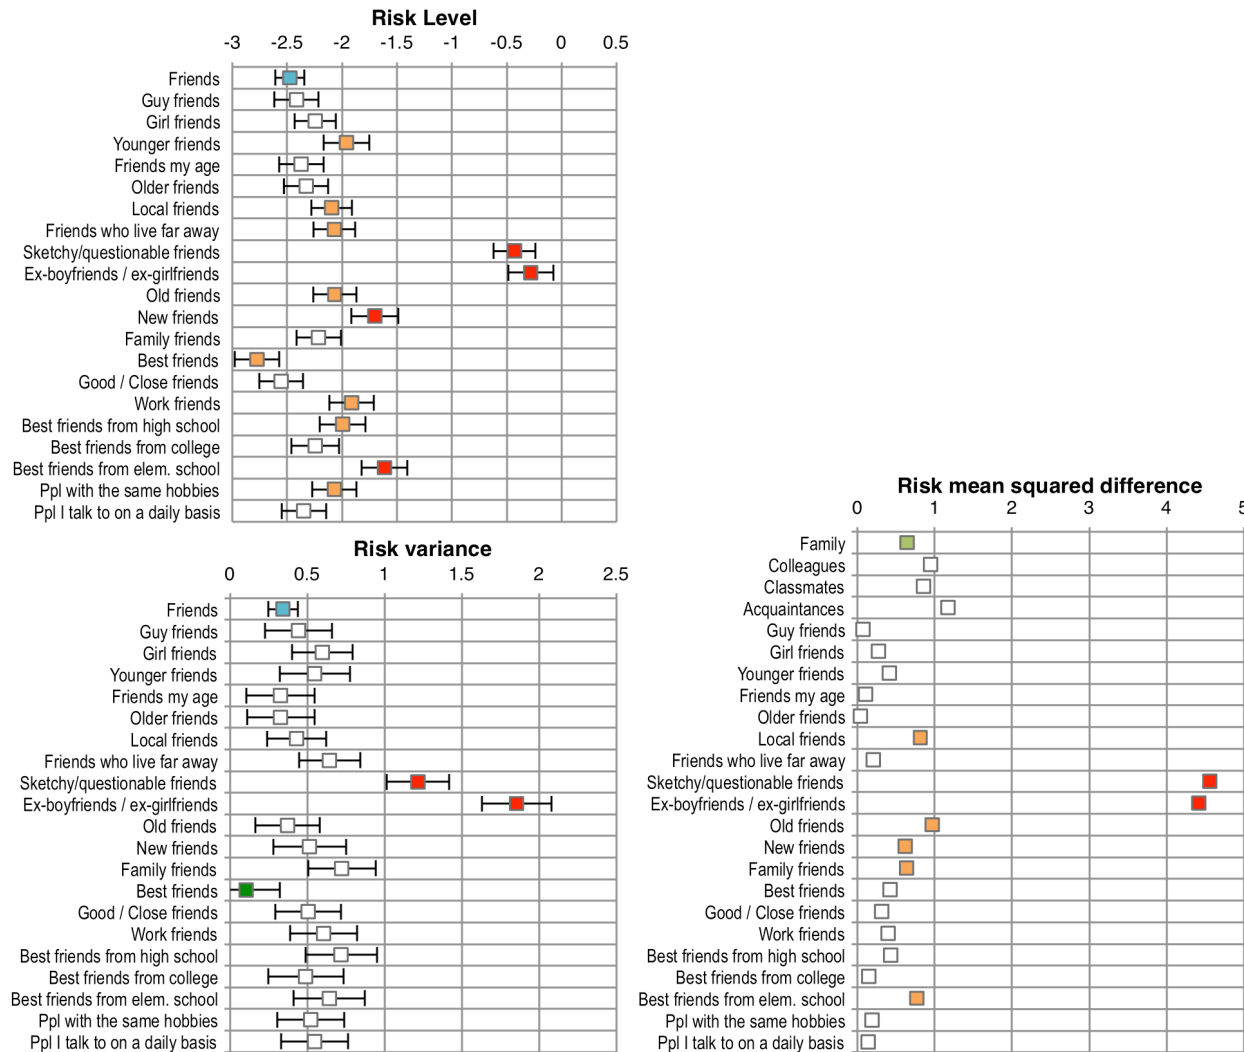 Risk Level
-3 -2.5 -2 -1.5 -1 -0.5 0 0.5
Friends
Guy friends
Girl friends
Younger friends
Friends my age
Older friends
Local friends
Friends who live far away
Sketchy/questionable friends
Ex-boyfriends / ex-girlfriends
Old friends
New friends
Family friends
Best friends
Good / Close friends
Work friends
Best friends from high school
Best friends from college
Best friends from elem. school
Ppl with the same hobbies
Ppl I talk to on a daily basis
Risk variance
0 0.5 1 1.5 2 2.5
Friends
Guy friends
Girl friends
Younger friends
Friends my age
Older friends
Local friends
Friends who live far away
Sketchy/questionable friends
Ex-boyfriends / ex-girlfriends
Old friends
New friends
Family friends
Best friends
Good / Close friends
Work friends
Best friends from high school
Best friends from college
Best friends from elem. school
Ppl with the same hobbies
Ppl I talk to on a daily basis
Risk mean squared difference
0 1 2 3 4 5
Family
Colleagues
Classmates
Acquaintances
Guy friends
Girl friends
Younger friends
Friends my age
Older friends
Local friends
Friends who live far away
Sketchy/questionable friends
Ex-boyfriends / ex-girlfriends
Old friends
New friends
Family friends
Best friends
Good / Close friends
Work friends
Best friends from high school
Best friends from college
Best friends from elem. school
Ppl with the same hobbies
Ppl I talk to on a daily basis